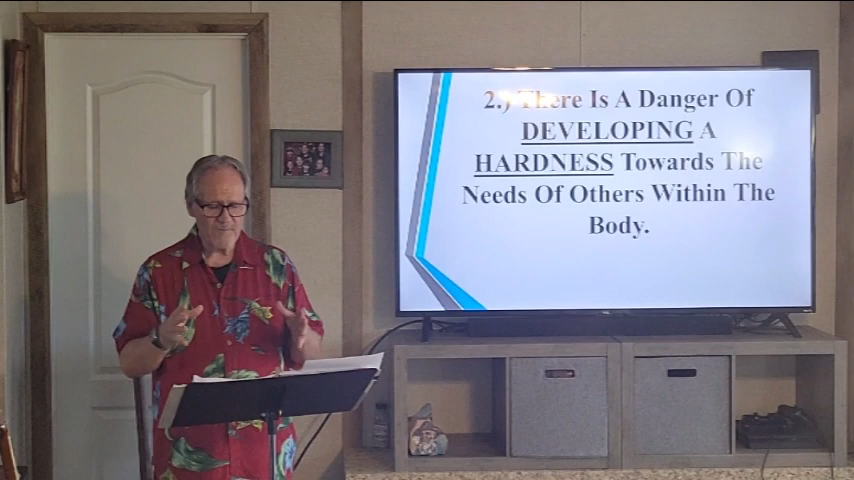 2.) There Is A Danger Of
DEVELOPING A
HARDNESS Towards The
Needs Of Others Within The
Body.